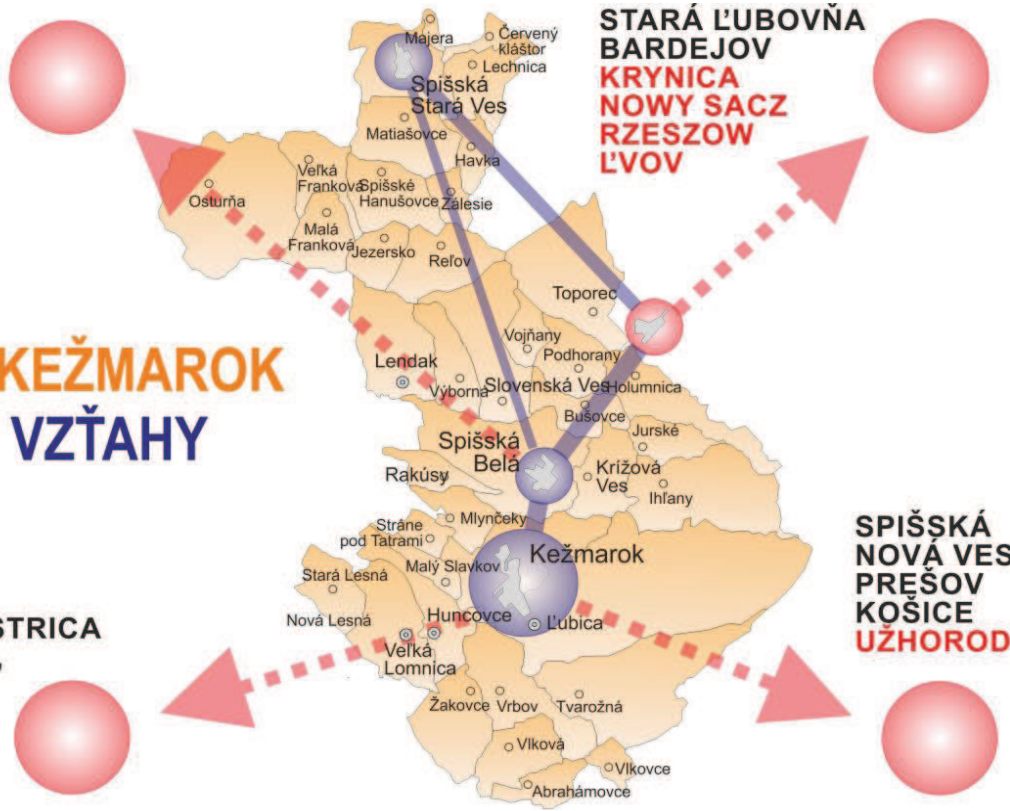 STARÁ ĽUBOVŇA
BARDEJOV
KRYNICA
NOWY SACZ
RZESZOW
ĽVOV
Majera
Červený
kláštor
Lechnica
Spišská
Stará Ves
Matiašovce
Havka
Veľká
Franková
Spišské
Hanušovce
Zálesie
Osturňa
Malá
Franková
Jezersko
Reľov
Toporec
Vojňany
Podhorany
KEŽMAROK
VZŤAHY
Lendak
Výborna
Slovenská Ves
Holumnica
Bušovce
Jurské
Spišská
Belá
Rakúsy
Krížová
Ves
Ihľany
Mlynčeky
Stráne
pod Tatrami
Kežmarok
Malý Slavkov
Stará Lesná
Nová Lesná
Huncovce
Ľubica
Veľká
Lomnica
SPIŠSKÁ
NOVÁ VES
PREŠOV
KOŠICE
UŽHOROD
STRICA
Žakovce
Vrbov
Tvarožná
Vlková
Vlkovce
Abrahámovce